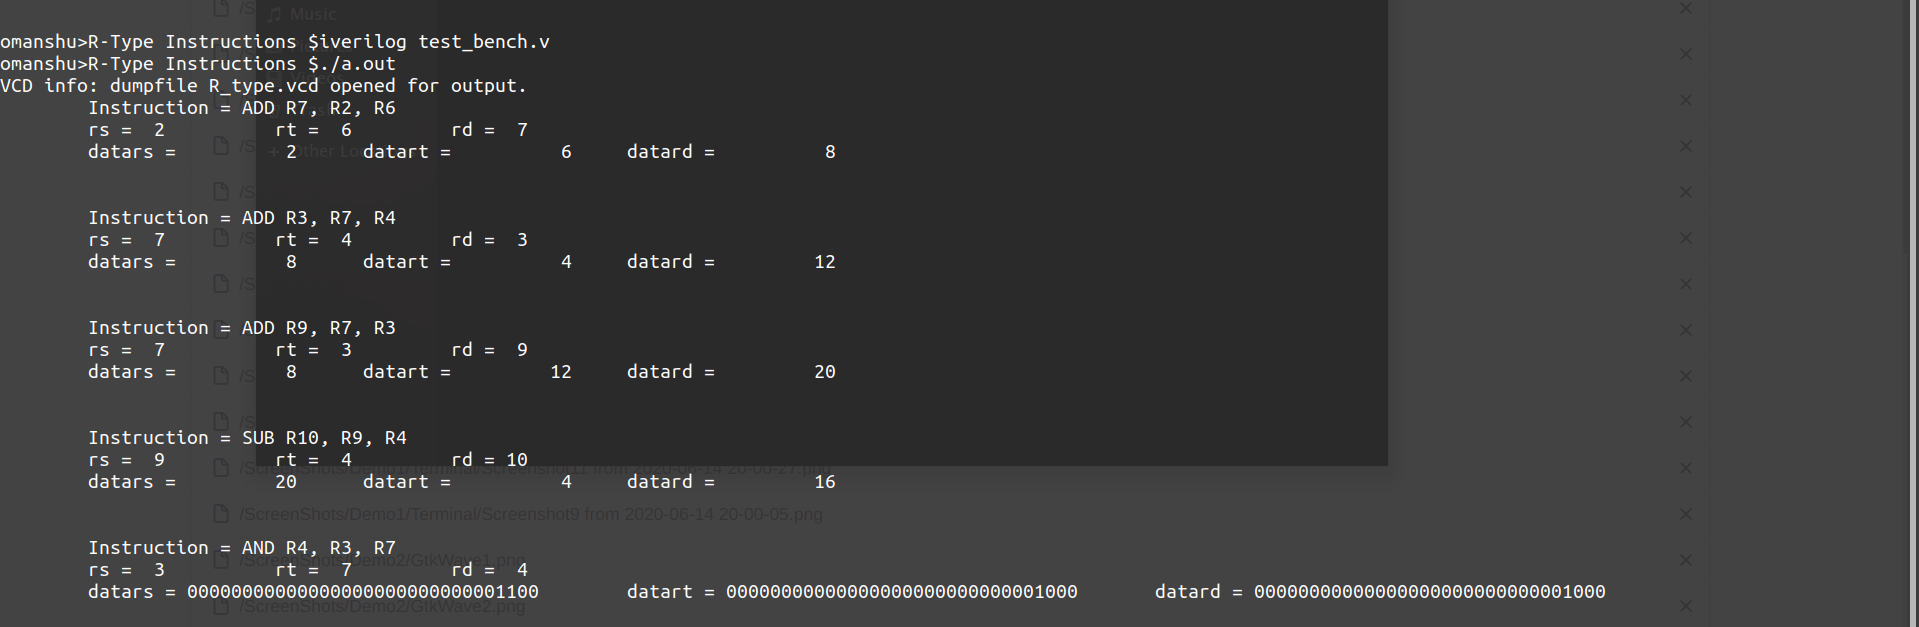 Music
omanshu>R-Type Instructions $iverilog test_bench.v
omanshu>R-Type Instructions $./a.out
VCD info: dumpfile R_type.vcd opened for output.
Instruction = ADD R7, R2, R6
rs = 2 rt = 6 rd = 7
datars = 2 datart = 6 datard = 8
Instruction = ADD R3, R7, R4
rs = 7 rt = 4 rd = 3
datars = 8 datart = 4 datard = 12
Instruction = ADD R9, R7, R3
rs = 7 rt = 3 rd = 9
datars = 8 datart = 12 datard = 20
Instruction = SUB R10, R9, R4
rs = 9 rt = 4 rd = 10
datars = 20 datart = 4 datard = 16
/ScreenShots/Demo1/Terminal/Screenshot9 from 2020-06-14 20-00-05.png
Instruction = AND R4, R3, R7
/ScreenShots/Demo2/GtkWave1.png
rs = 3 rt = 7 rd = 4
datars = 00000000000000000000000000001100 datart = 00000000000000000000000000001000 datard = 00000000000000000000000000001000
/ScreenShots/Demo2/GtkWave2.png